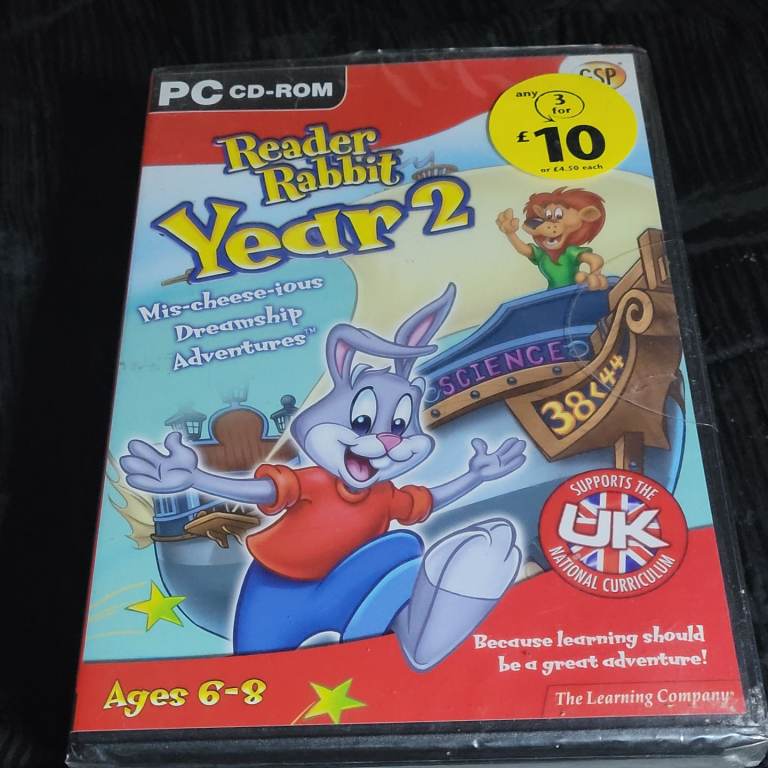 PC CD-ROM
GSP
any 3
for
£10
or £4.50 each
Reader
Rabbit
Year 2
Mis-cheese-ious
Dreamship
Adventures™
SCIENCE
38<44
SUPPORTS THE
UK
NATIONAL CURRICULUM
Because learning should
be a great adventure!
Ages 6-8
The Learning Company®